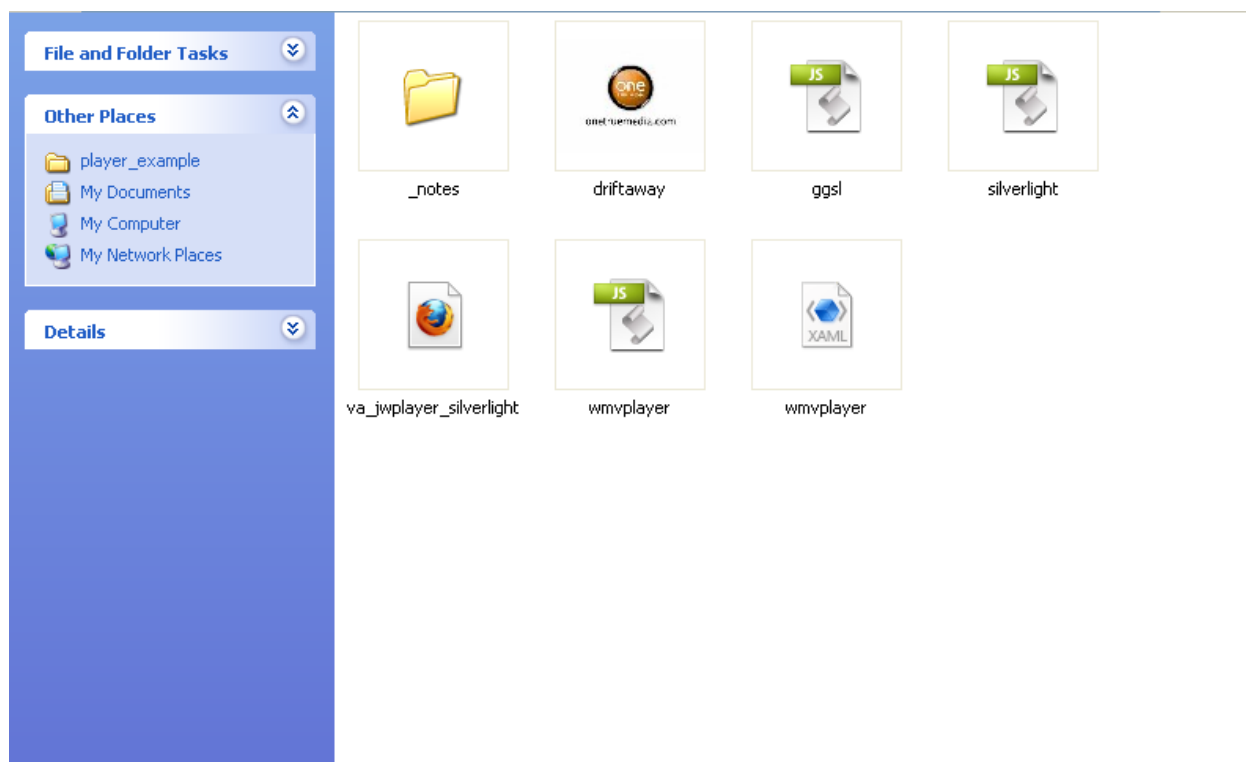 File and Folder Tasks
Other Places
player_example
My Documents
My Computer
My Network Places
Details
one
onetruemedia.com
JS
JS
_notes
driftaway
ggsl
silverlight
JS
XAML
va_jwplayer_silverlight
wmvplayer
wmvplayer